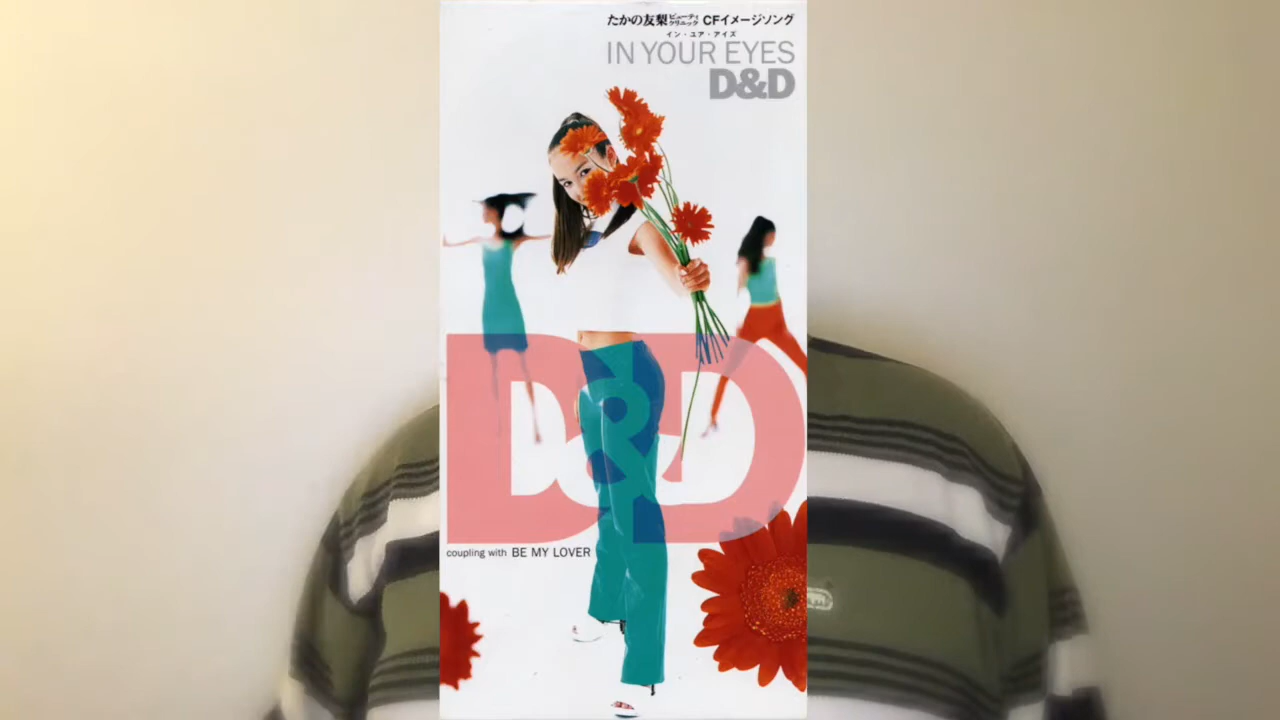 たかの友梨ビューティクリニック CFイメージソング
イン・ユア・アイズ
IN YOUR EYES
D&D
D&D
coupling with BE MY LOVER